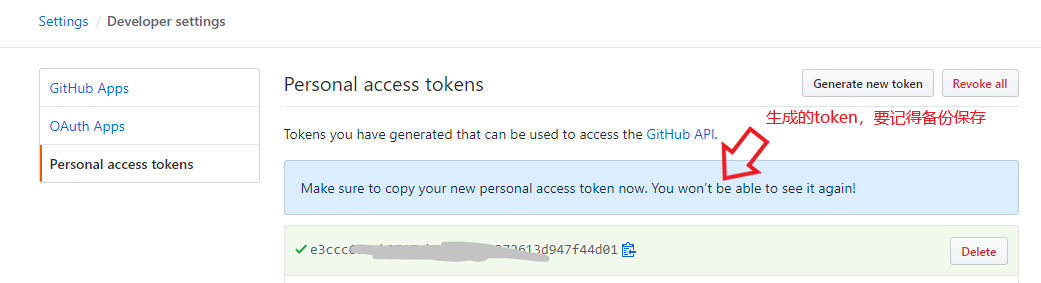 Settings / Developer settings
GitHub Apps
OAuth Apps
Personal access tokens
Personal access tokens
Generate new token
Revoke all
生成的token，要记得备份保存
Tokens you have generated that can be used to access the GitHub API.
Make sure to copy your new personal access token now. You won't be able to see it again!
Delete